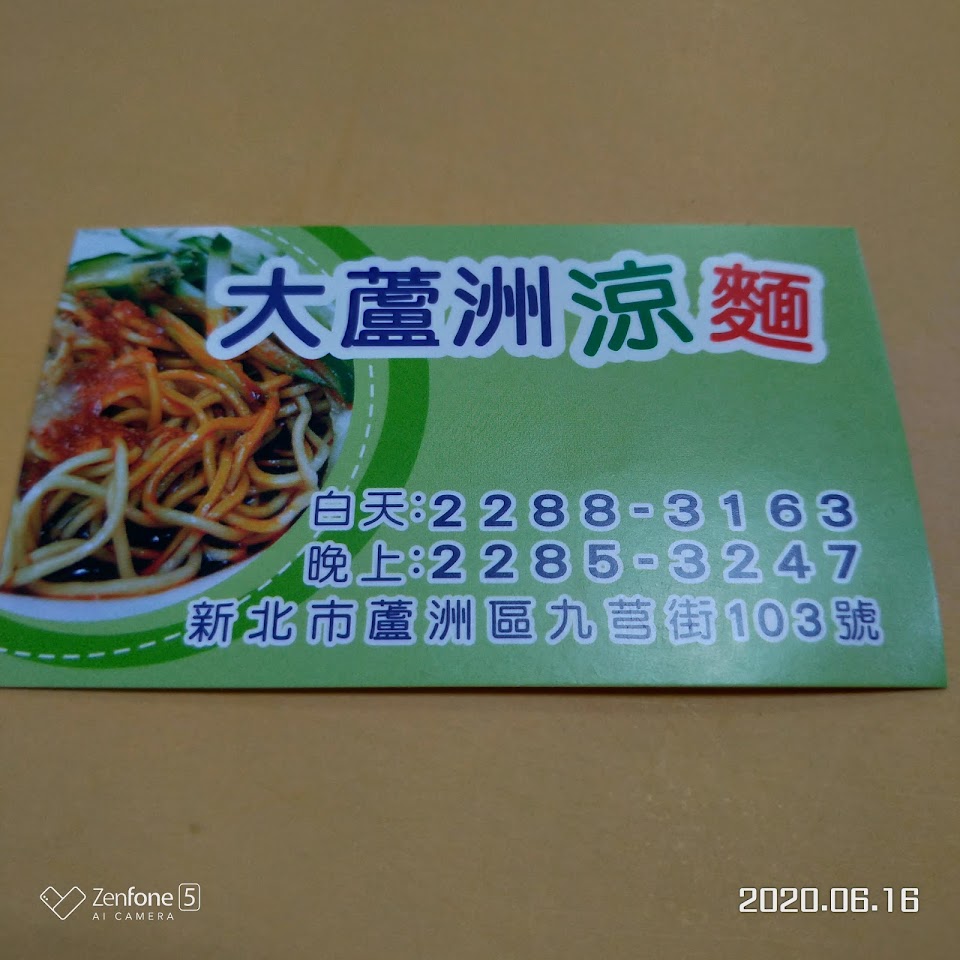 大蘆洲涼麵
白天:2288-3163
晚上:2285-3247
新北市蘆洲區九芎街103號
Zenfone 5
AI CAMERA
2020.06.16